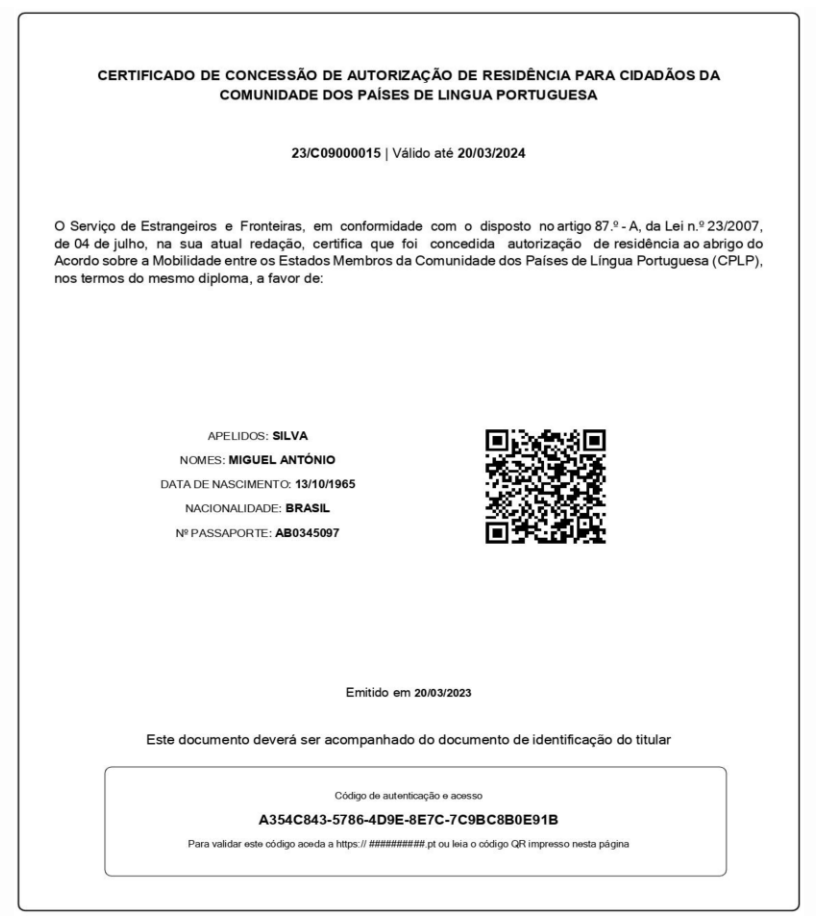 CERTIFICADO DE CONCESSÃO DE AUTORIZAÇÃO DE RESIDÊNCIA PARA CIDADÃOS DA
COMUNIDADE DOS PAÍSES DE LINGUA PORTUGUESA
23/C09000015 | Válido até 20/03/2024
O Serviço de Estrangeiros e Fronteiras, em conformidade com o disposto no artigo 87.º - A, da Lei n.º 23/2007,
de 04 de julho, na sua atual redação, certifica que foi concedida autorização de residência ao abrigo do
Acordo sobre a Mobilidade entre os Estados Membros da Comunidade dos Países de Língua Portuguesa (CPLP),
nos termos do mesmo diploma, a favor de:
APELIDOS: SILVA
NOMES: MIGUEL ANTÓNIO
DATA DE NASCIMENTO: 13/10/1965
NACIONALIDADE: BRASIL
Nº PASSAPORTE: AB0345097
Emitido em 20/03/2023
Este documento deverá ser acompanhado do documento de identificação do titular
Código de autenticação e acesso
A354C843-5786-4D9E-8E7C-7C9BC8B0E91B
Para validar este código aceda a https:// ##########.pt ou leia o código QR impresso nesta página